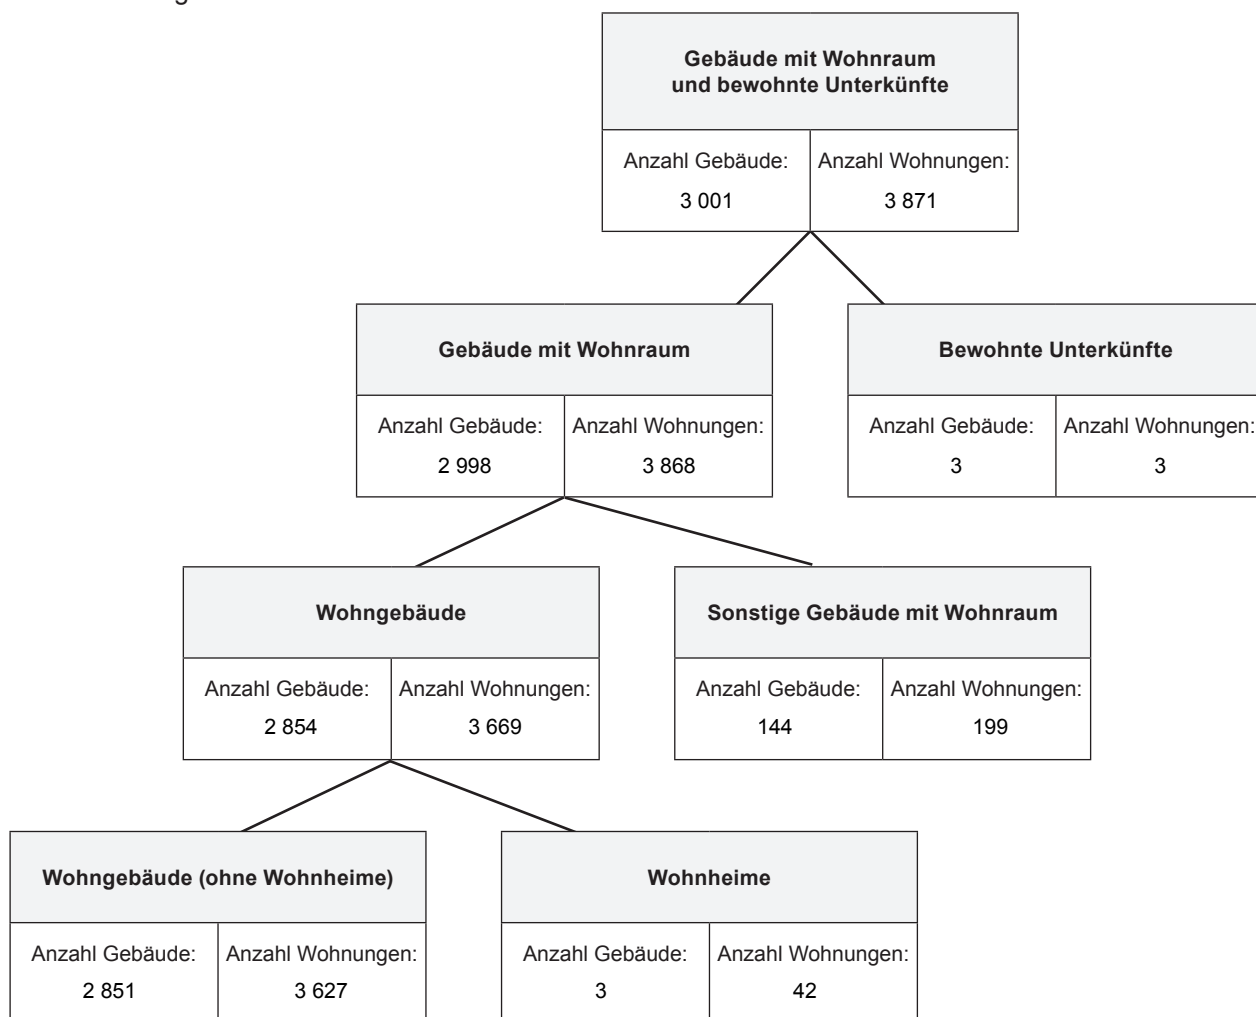 Gebäude mit Wohnraum
und bewohnte Unterkünfte
Anzahl Gebäude: Anzahl Wohnungen:
3 001 3 871
Gebäude mit Wohnraum
Anzahl Gebäude: Anzahl Wohnungen:
2 998 3 868
Bewohnte Unterkünfte
Anzahl Gebäude: Anzahl Wohnungen:
3 3
Wohngebäude
Anzahl Gebäude: Anzahl Wohnungen:
2 854 3 669
Sonstige Gebäude mit Wohnraum
Anzahl Gebäude: Anzahl Wohnungen:
144 199
Wohngebäude (ohne Wohnheime)
Anzahl Gebäude: Anzahl Wohnungen:
2 851 3 627
Wohnheime
Anzahl Gebäude: Anzahl Wohnungen:
3 42